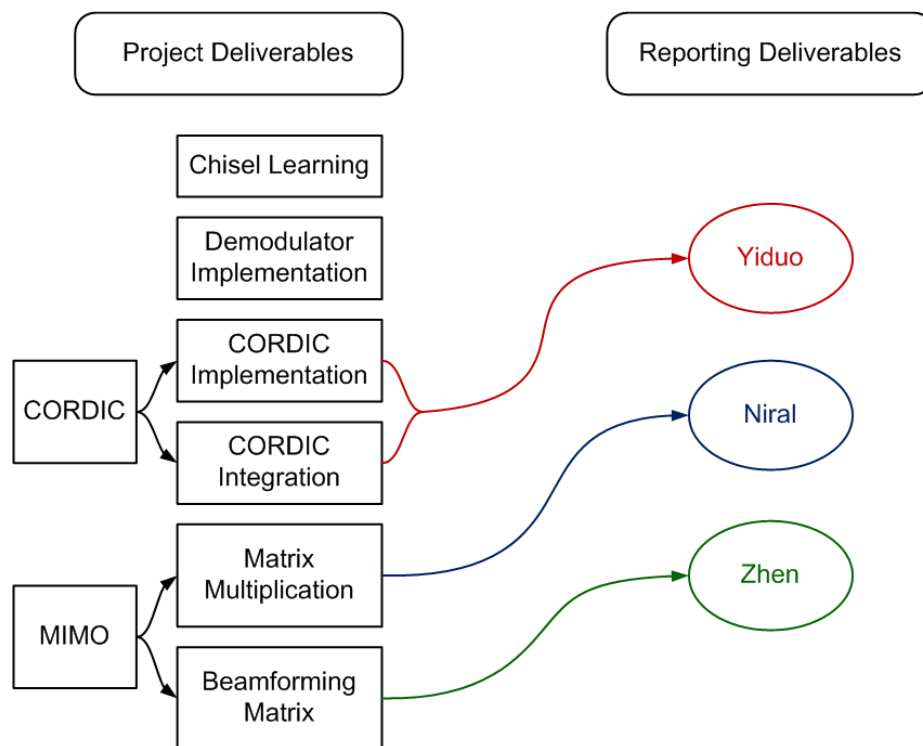 Project Deliverables
Reporting Deliverables
Chisel Learning
Demodulator
Implementation
Yiduo
CORDIC
CORDIC
Implementation
CORDIC
Integration
Niral
MIMO
Matrix
Multiplication
Beamforming
Matrix
Zhen